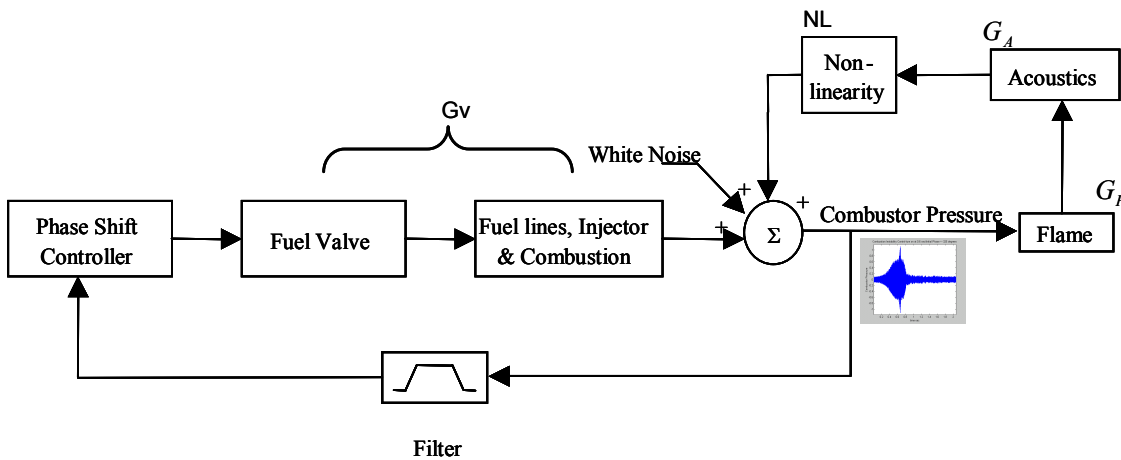 NL
G_A
Non-
linearity
Acoustics
Gv
White Noise
+
+
+
Phase Shift
Controller
Fuel Valve
Fuel lines, Injector
& Combustion
Σ
Combustor Pressure
Flame
Filter